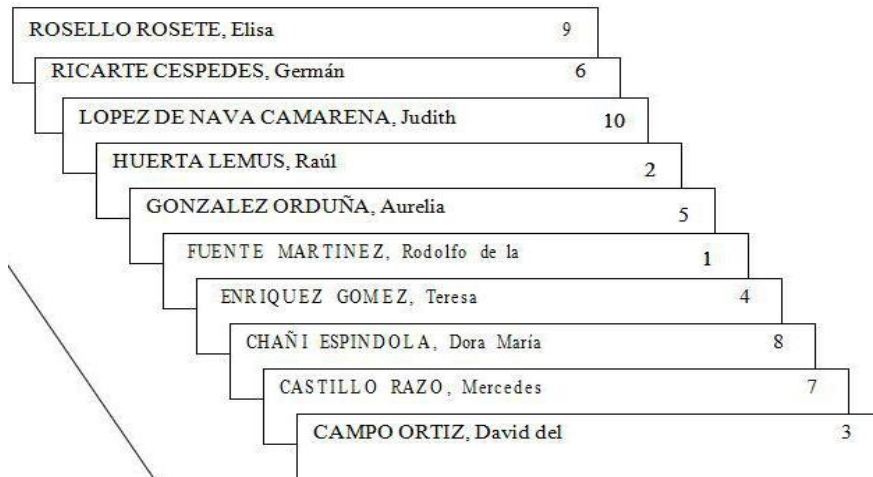 ROSELLO ROSETE, Elisa 9
RICARTE CESPEDES, Germán 6
LOPEZ DE NAVA CAMARENA, Judith 10
HUERTA LEMUS, Raúl 2
GONZALEZ ORDUÑA, Aurelia 5
FUENTE MARTINEZ, Rodolfo de la 1
ENRIQUEZ GOMEZ, Teresa 4
CHAÑI ESPINDOLA, Dora María 8
CASTILLO RAZO, Mercedes 7
CAMPO ORTIZ, David del 3